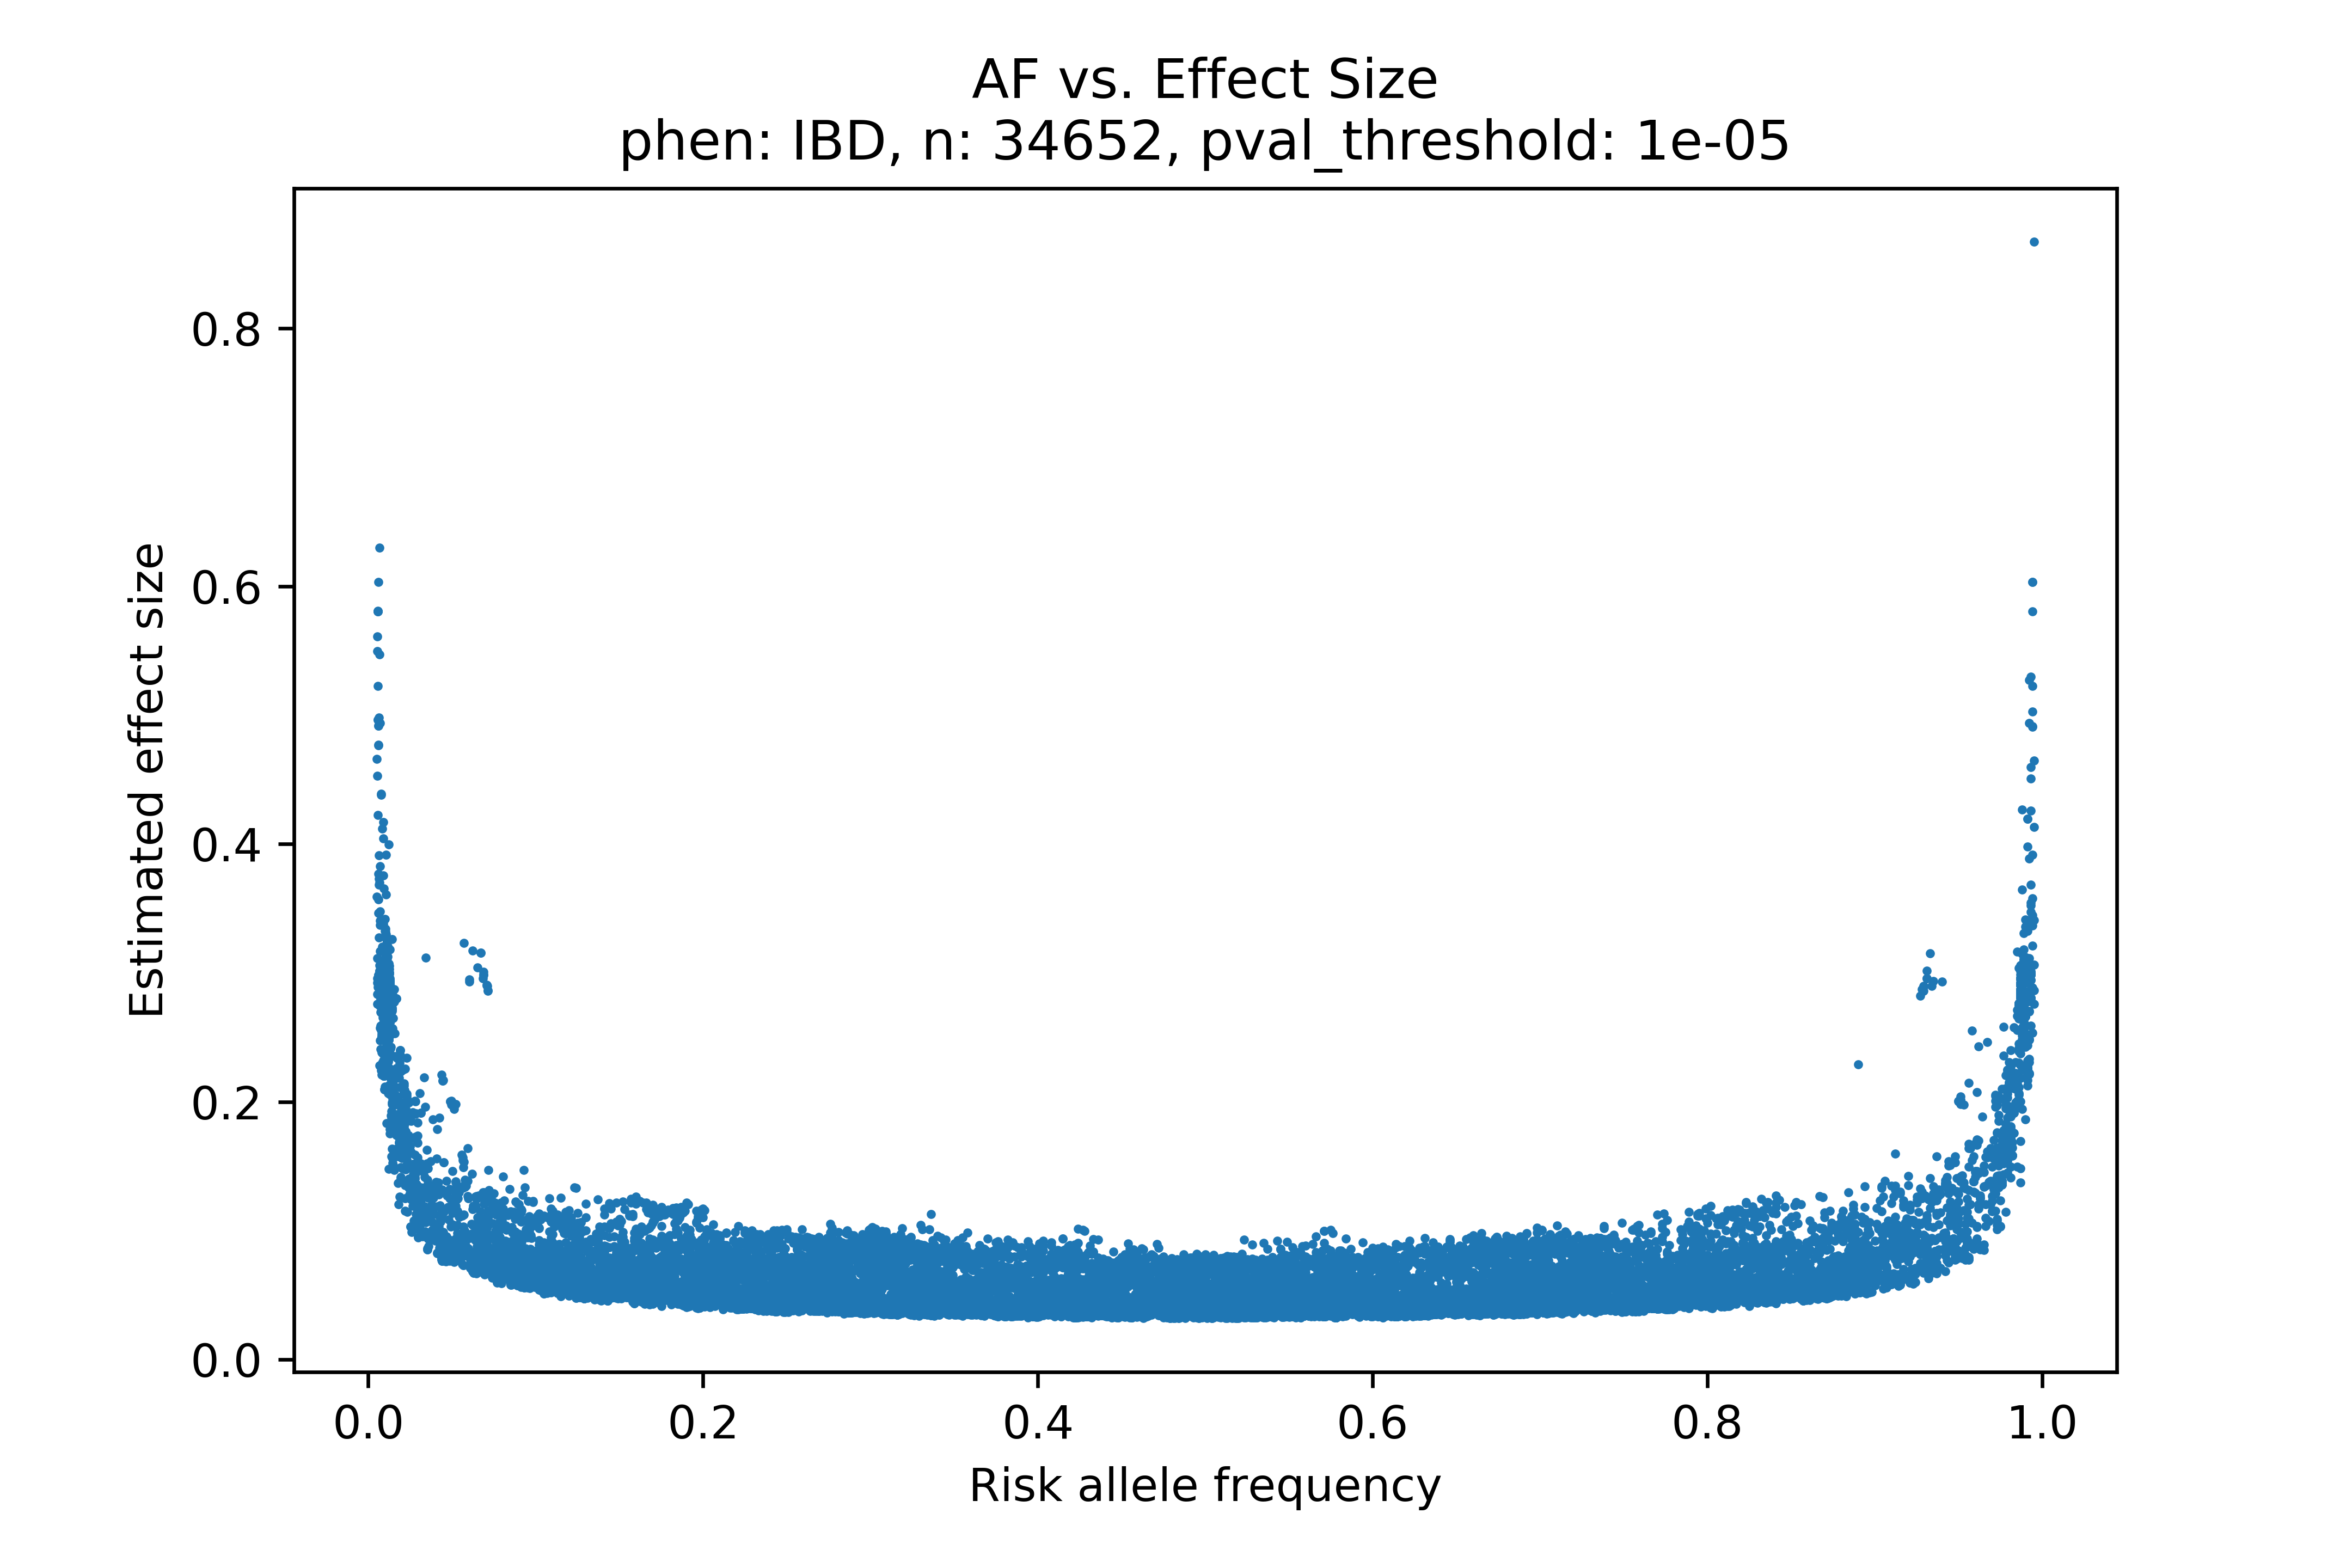 AF vs. Effect Size
phen: IBD, n: 34652, pval_threshold: 1e-05
Estimated effect size
0.8
0.6
0.4
0.2
0.0
0.0 0.2 0.4 0.6 0.8 1.0
Risk allele frequency